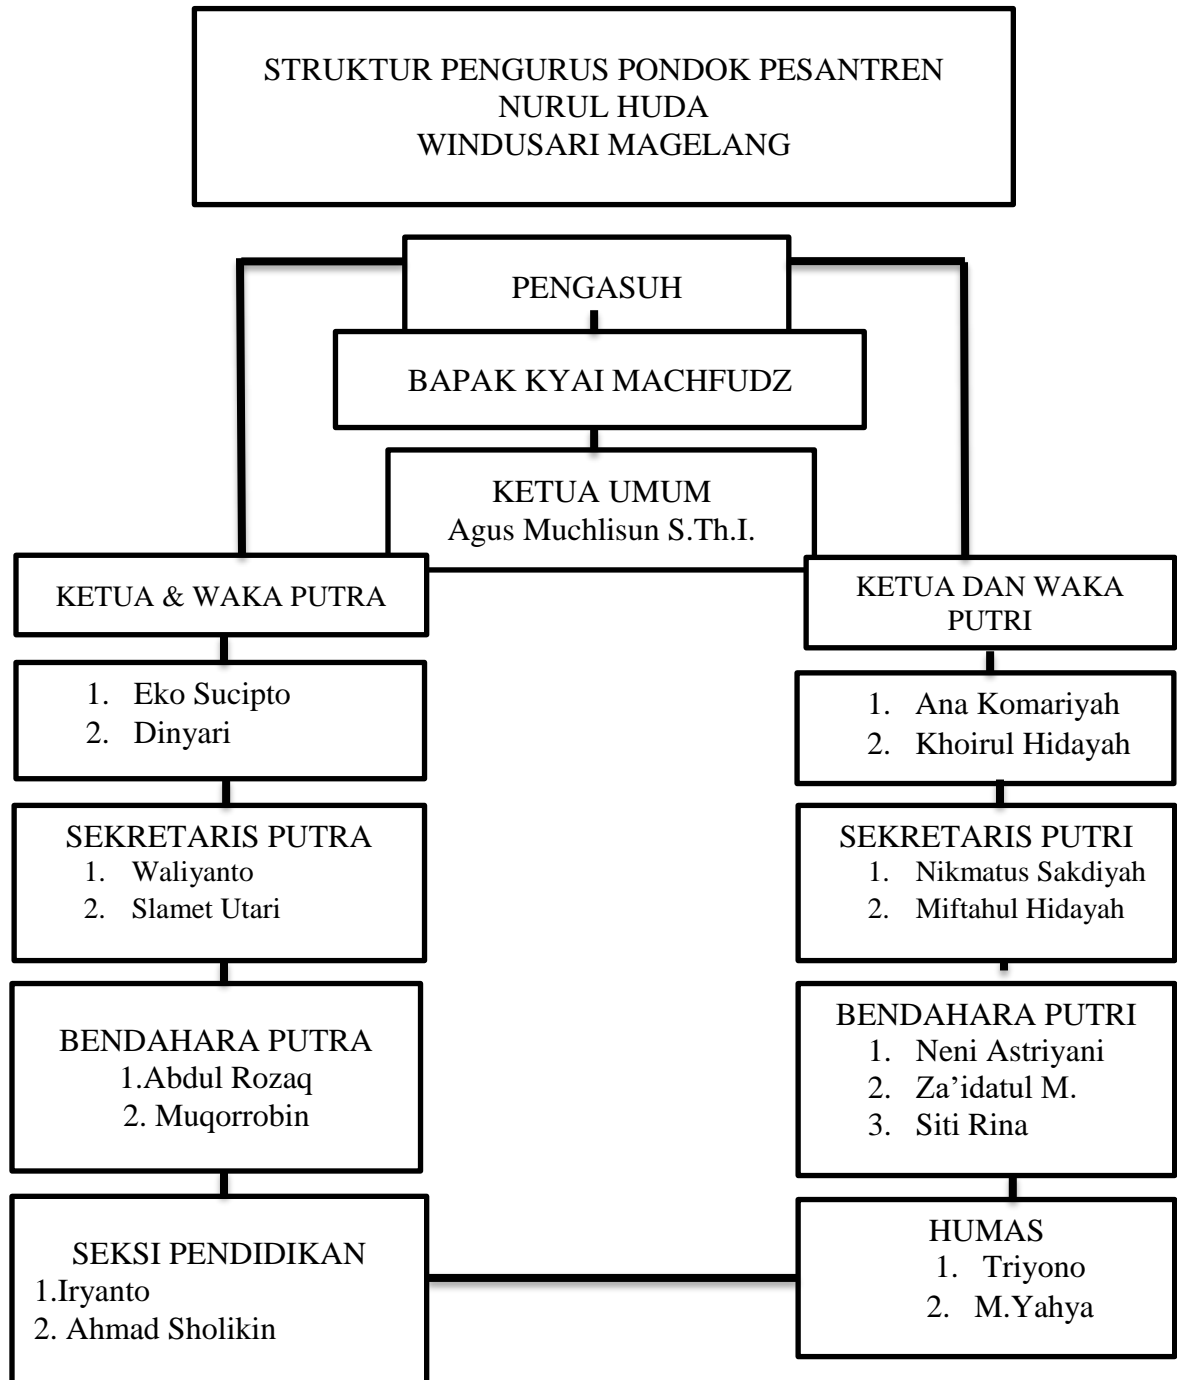 STRUKTUR PENGURUS PONDOK PESANTREN
NURUL HUDA
WINDUSARI MAGELANG
PENGASUH
BAPAK KYAI MACHFUDZ
KETUA UMUM
Agus Muchlisun S.Th.I.
KETUA & WAKA PUTRA
1. Eko Sucipto
2. Dinyari
SEKRETARIS PUTRA
1. Waliyanto
2. Slamet Utari
BENDAHARA PUTRA
1.Abdul Rozaq
2. Muqorrobin
SEKSI PENDIDIKAN
1.Iryanto
2. Ahmad Sholikin
KETUA DAN WAKA
PUTRI
1. Ana Komariyah
2. Khoirul Hidayah
SEKRETARIS PUTRI
1. Nikmatus Sakdiyah
2. Miftahul Hidayah
BENDAHARA PUTRI
1. Neni Astriyani
2. Za’idatul M.
3. Siti Rina
HUMAS
1. Triyono
2. M.Yahya